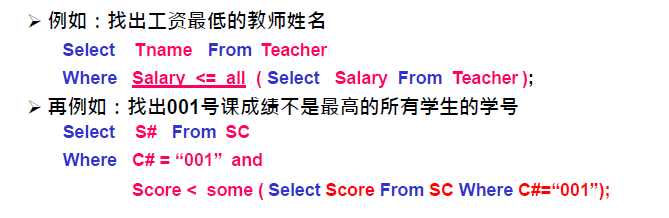 ➢ 例如：找出工资最低的教师姓名
Select Tname From Teacher
Where Salary <= all ( Select Salary From Teacher );
➢ 再例如：找出001号课成绩不是最高的所有学生的学号
Select S# From SC
Where C# = “001” and
Score < some ( Select Score From SC Where C#=“001”);